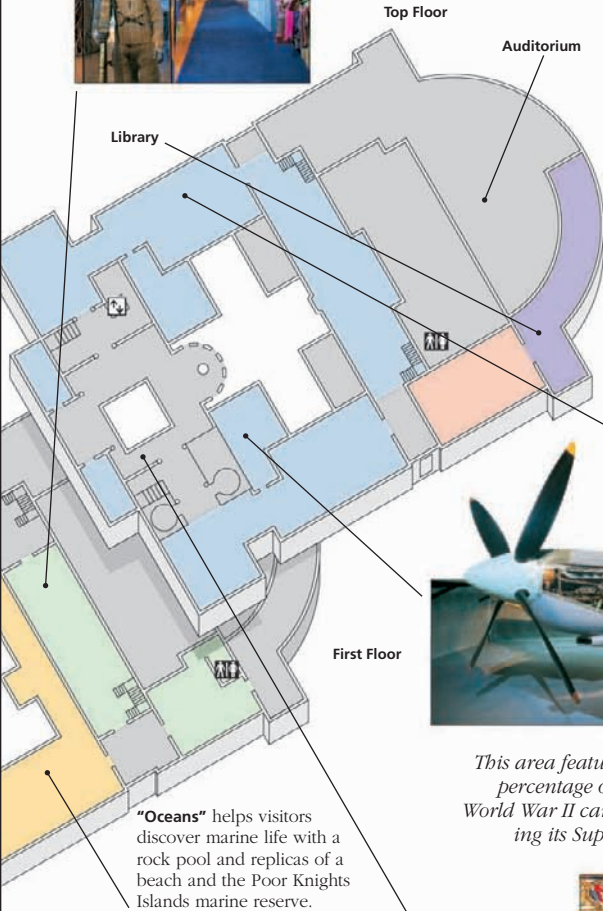 Top Floor
Auditorium
Library
First Floor
This area featu
percentage o
World War II ca
ing its Sup
"Oceans" helps visitors
discover marine life with a
rock pool and replicas of a
beach and the Poor Knights
Islands marine reserve.